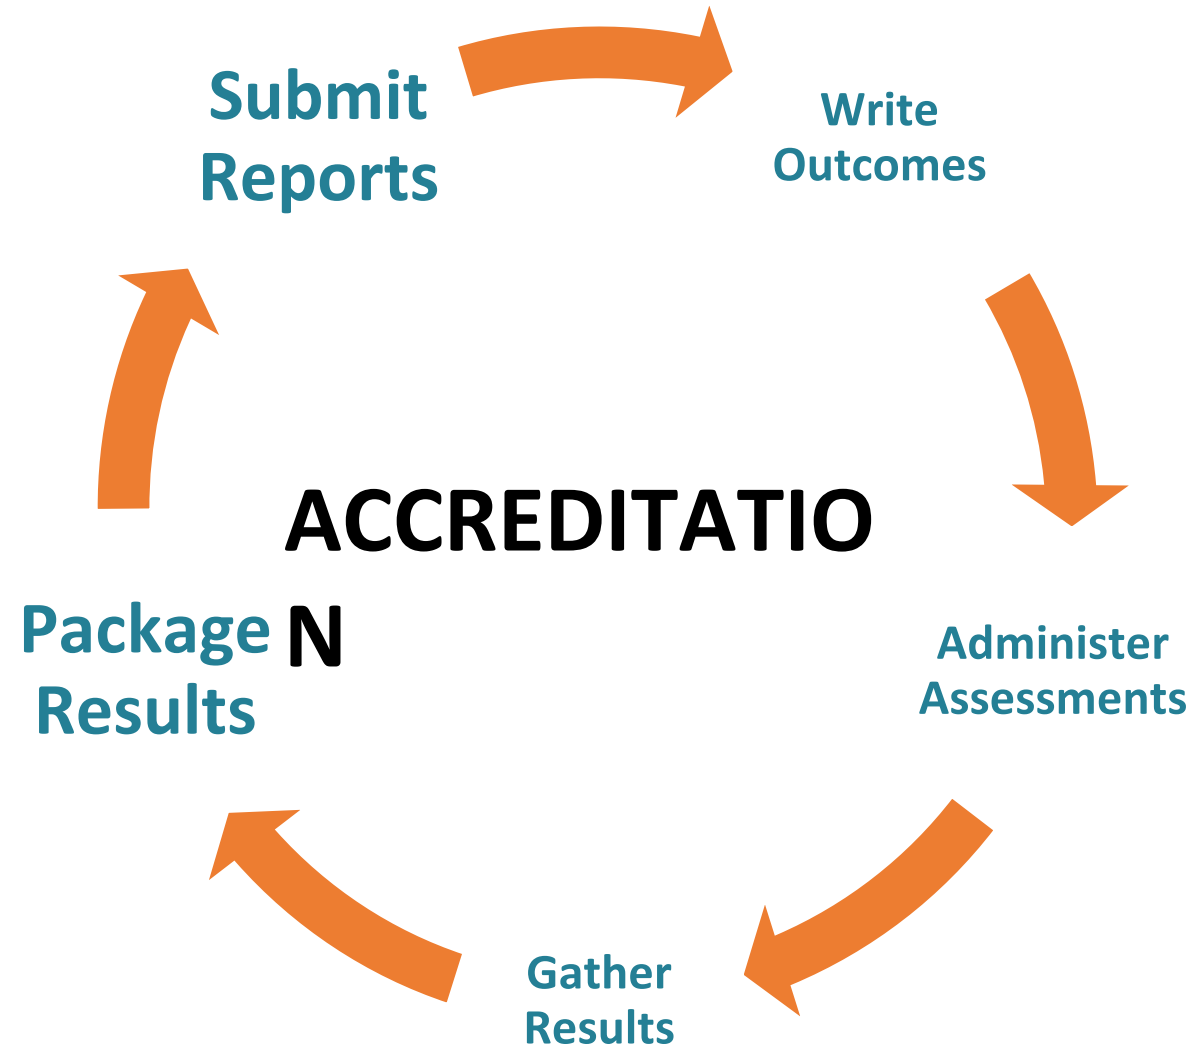 Submit
Reports
Write
Outcomes
Administer
Assessments
Gather
Results
Package
Results
ACCREDITATIO
N